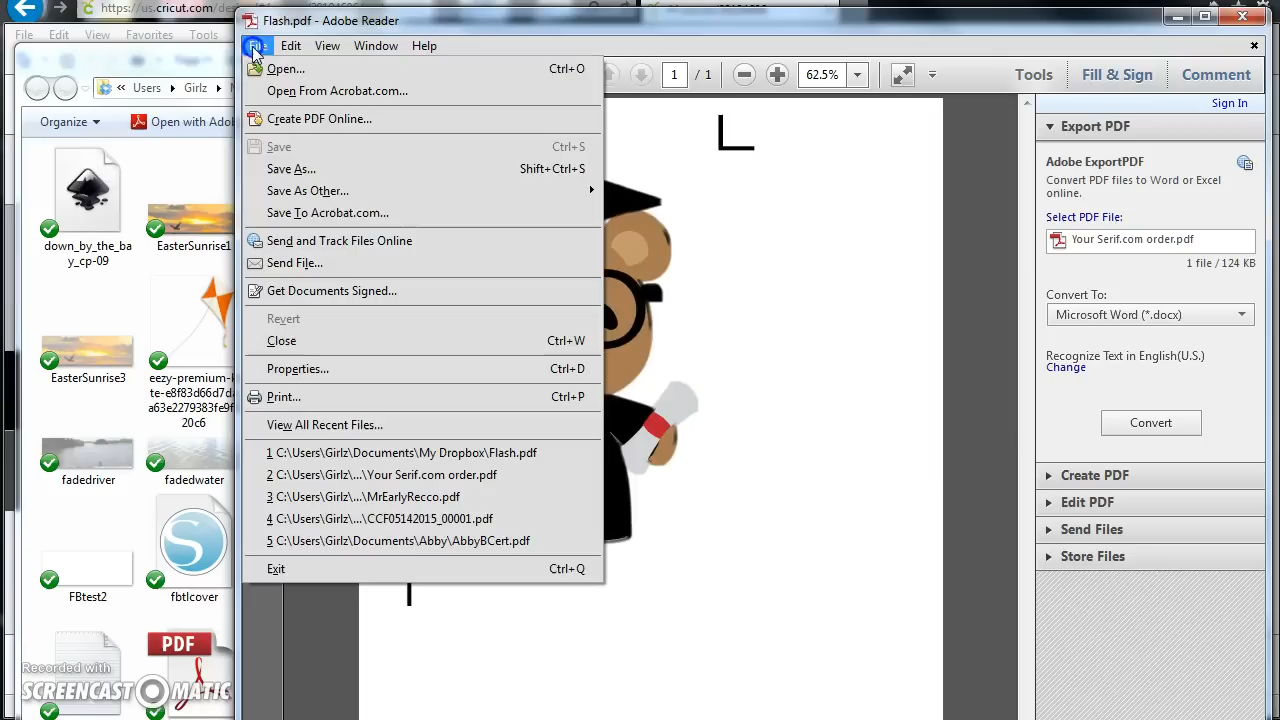 https://us.cricut.com/des
Flash.pdf - Adobe Reader
File Edit View Tools Favorites
File Edit View Window Help
Users Girlz
Organize Open with Adob
1 / 1 62.5% Tools Fill & Sign Comment
Open... Ctrl+O
Open From Acrobat.com...
Create PDF Online...
Save Ctrl+S
Save As... Shift+Ctrl+S
Save As Other...
Save To Acrobat.com...
Send and Track Files Online
Send File...
Get Documents Signed...
Revert
Close Ctrl+W
Properties... Ctrl+D
Print... Ctrl+P
View All Recent Files...
1 C:\Users\Girlz\Documents\My Dropbox\Flash.pdf
2 C:\Users\Girlz\...\Your Serif.com order.pdf
3 C:\Users\Girlz\...\MrEarlyRecco.pdf
4 C:\Users\Girlz\...\CCF05142015_00001.pdf
5 C:\Users\Girlz\Documents\Abby\AbbyBCert.pdf
Exit Ctrl+Q
down_by_the_ba
y_cp-09
EasterSunrise1
EasterSunrise3
eezy-premium-k
te-e8f83d66d7da
a63e2279383fe9f
20c6
fadedriver
fadedwater
FBtest2
fbtlcover
PDF
Sign In
Export PDF
Adobe ExportPDF
Convert PDF files to Word or Excel
online.
Select PDF File:
Your Serif.com order.pdf
1 file / 124 KB
Convert To:
Microsoft Word (*.docx)
Recognize Text in English(U.S.)
Change
Convert
Create PDF
Edit PDF
Send Files
Store Files
Recorded with
SCREENCAST MATIC